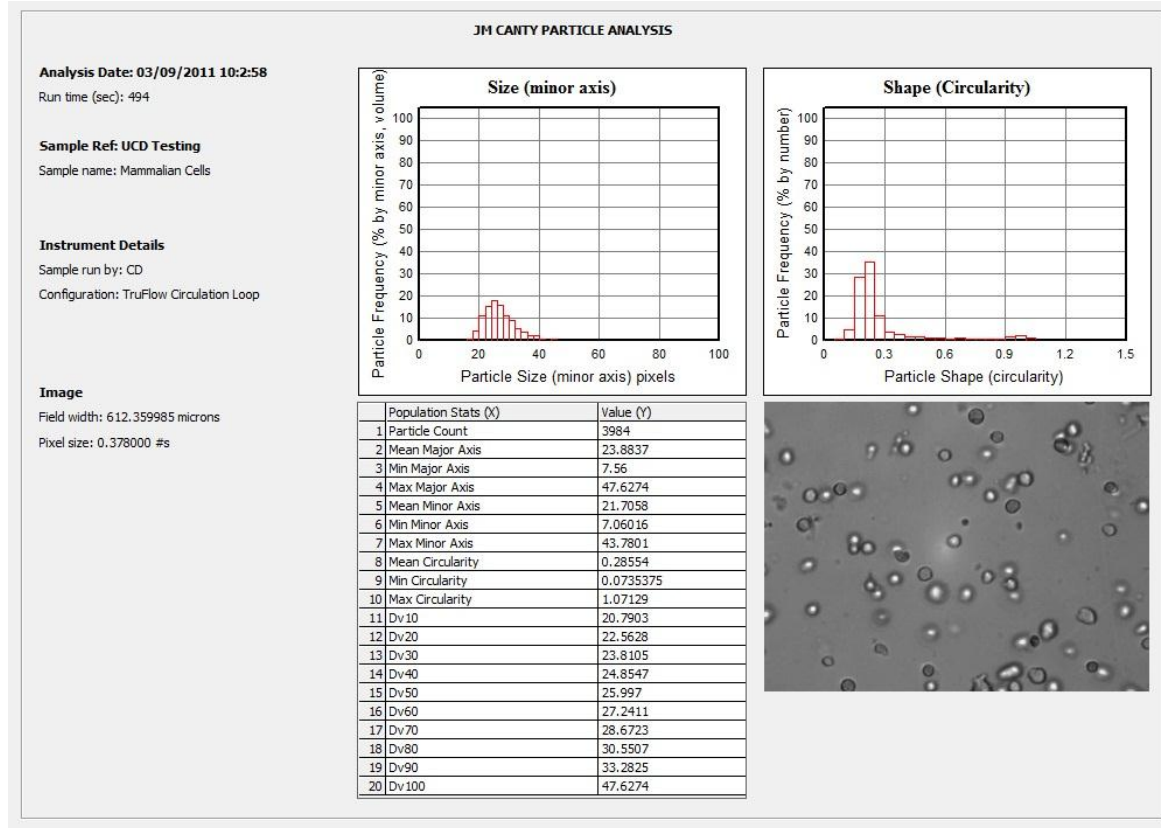 JM CANTY PARTICLE ANALYSIS
Analysis Date: 03/09/2011 10:2:58
Run time (sec): 494
Sample Ref: UCD Testing
Sample name: Mammalian Cells
Instrument Details
Sample run by: CD
Configuration: TruFlow Circulation Loop
Image
Field width: 612.359985 microns
Pixel size: 0.378000 #s
Size (minor axis)
Particle Frequency (% by minor axis, volume)
100
90
80
70
60
50
40
30
20
10
0
0 20 40 60 80 100
Particle Size (minor axis) pixels
Shape (Circularity)
Particle Frequency (% by number)
100
90
80
70
60
50
40
30
20
10
0
0 0.3 0.6 0.9 1.2 1.5
Particle Shape (circularity)
Population Stats (X) Value (Y)
1 Particle Count 3984
2 Mean Major Axis 23.8837
3 Min Major Axis 7.56
4 Max Major Axis 47.6274
5 Mean Minor Axis 21.7058
6 Min Minor Axis 7.06016
7 Max Minor Axis 43.7801
8 Mean Circularity 0.28554
9 Min Circularity 0.0735375
10 Max Circularity 1.07129
11 Dv10 20.7903
12 Dv20 22.5628
13 Dv30 23.8105
14 Dv40 24.8547
15 Dv50 25.997
16 Dv60 27.2411
17 Dv70 28.6723
18 Dv80 30.5507
19 Dv90 33.2825
20 Dv100 47.6274